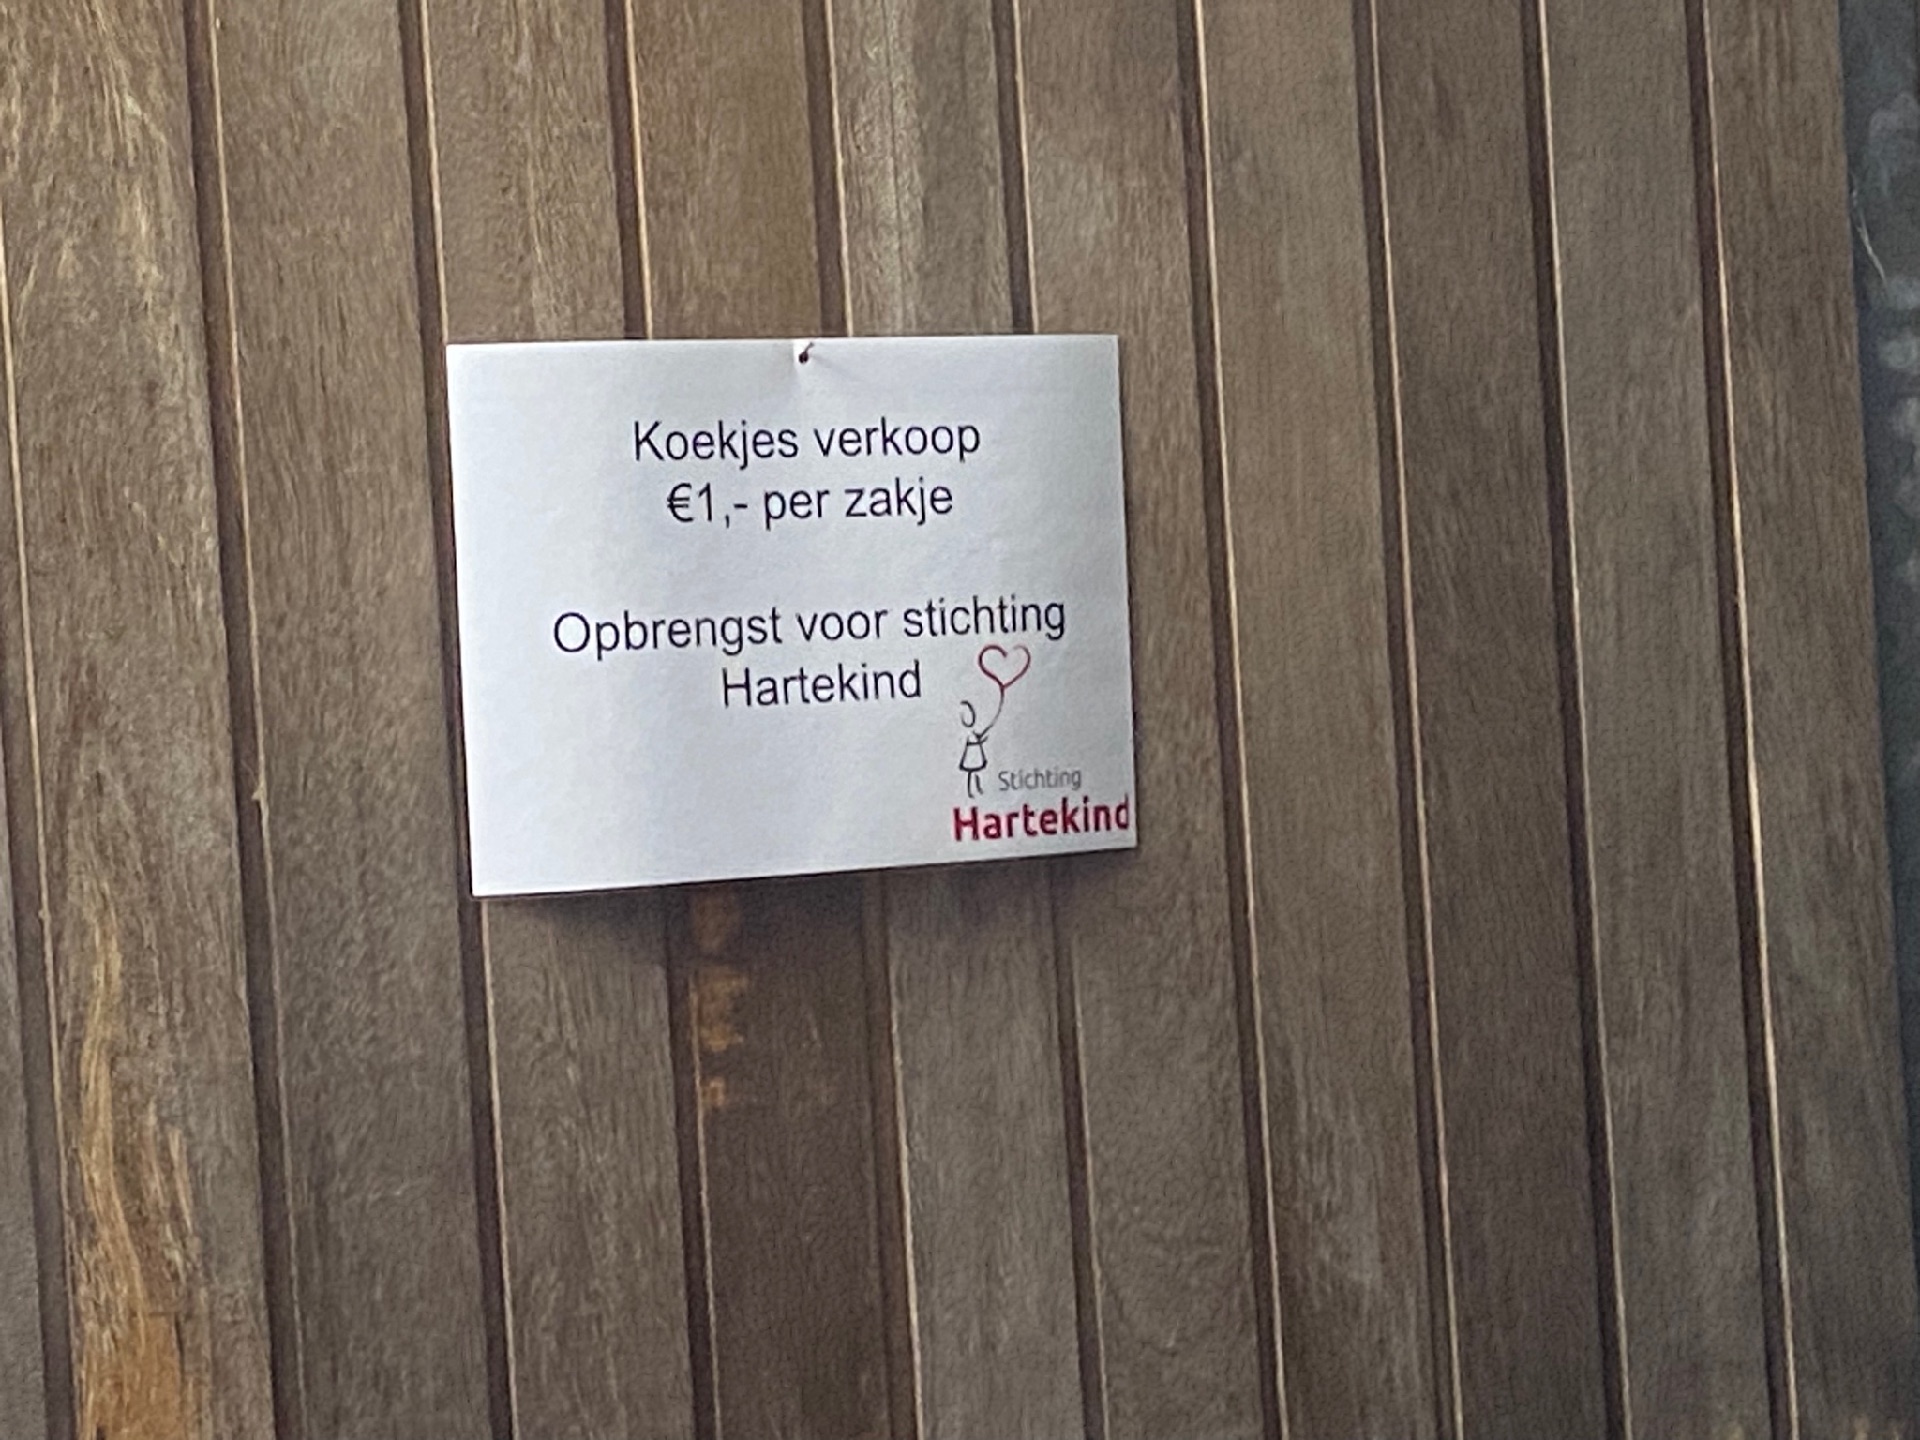 Koekjes verkoop
€1,- per zakje
Opbrengst voor stichting
Hartekind
Stichting
Hartekind